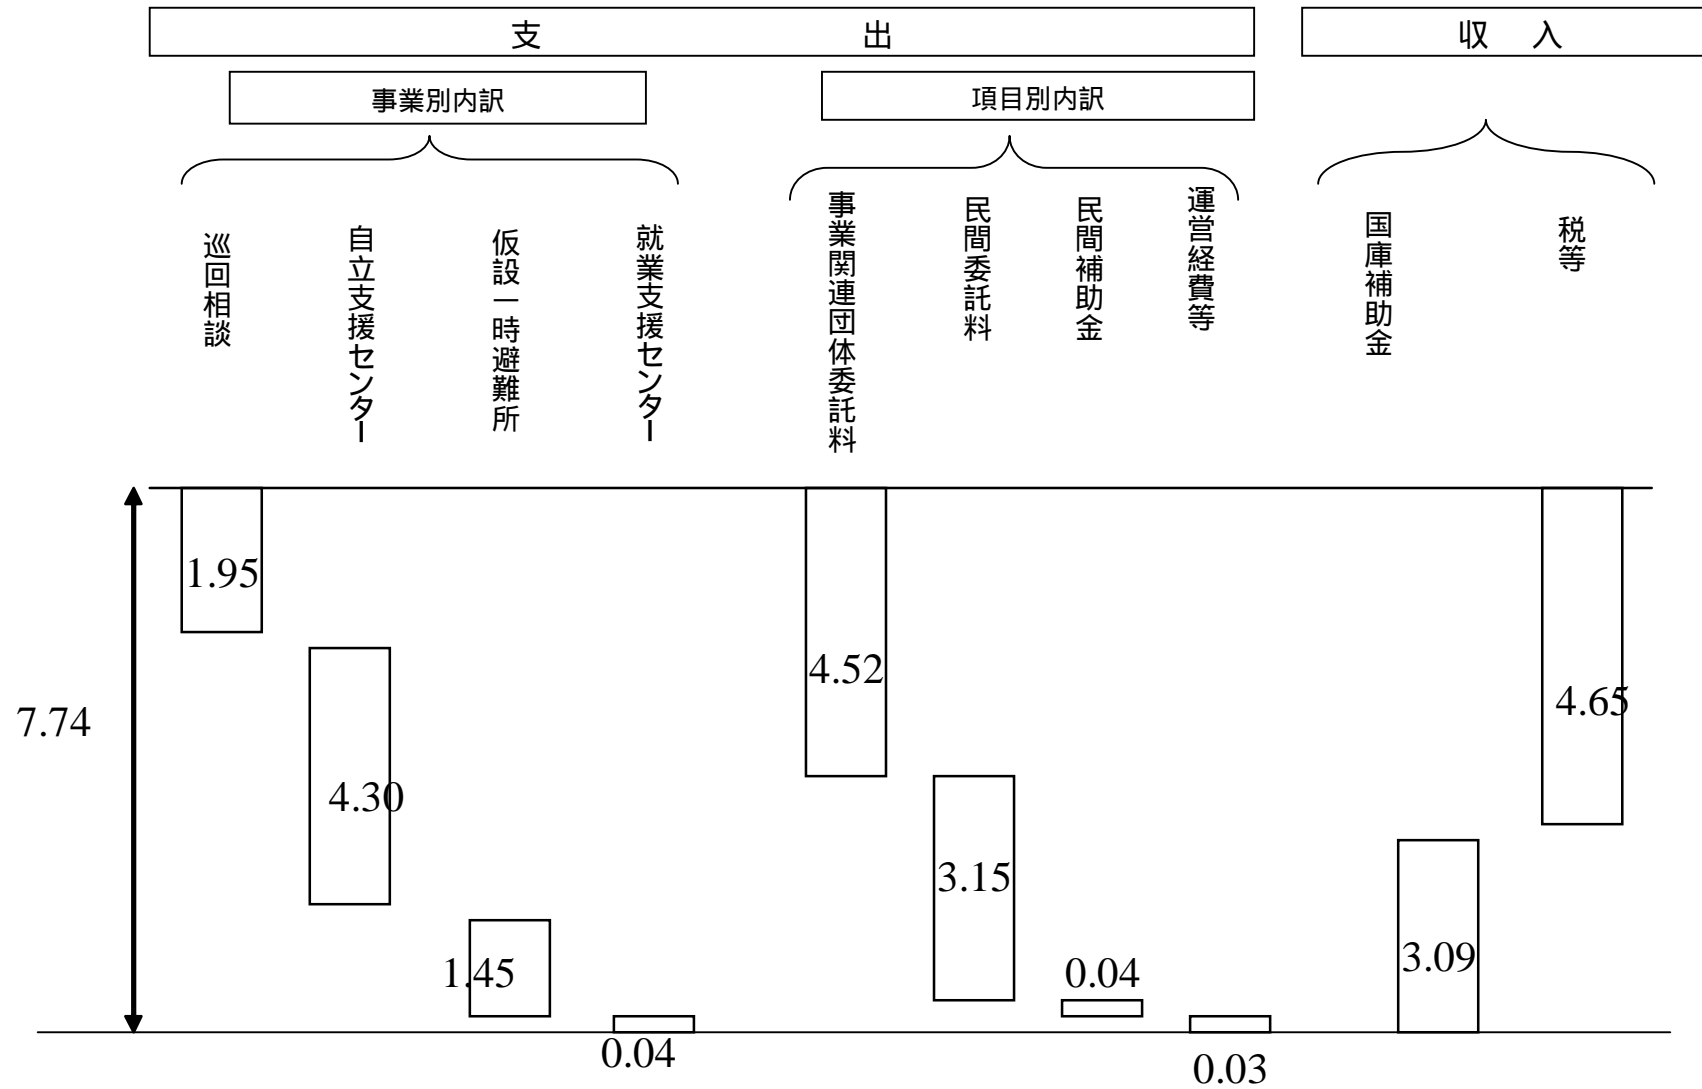 支 出
収 入
事業別内訳
項目別内訳
巡回相談
自立支援センター
仮設一時避難所
就業支援センター
事業関連団体委託料
民間委託料
民間補助金
運営経費等
国庫補助金
税等
7.74
1.95
4.30
1.45
0.04
4.52
3.15
0.04
0.03
3.09
4.65